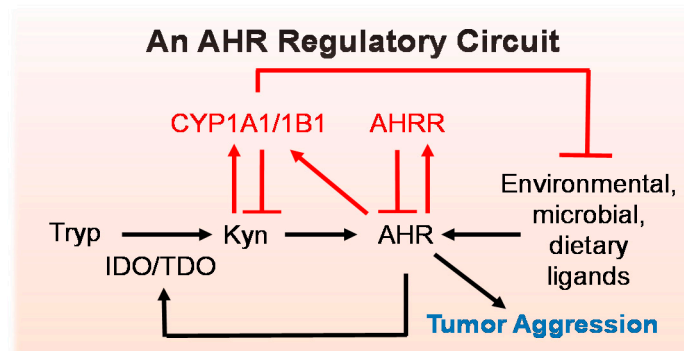 An AHR Regulatory Circuit
CYP1A1/1B1
AHRR
Environmental,
microbial,
dietary
ligands
Tryp
Kyn
AHR
IDO/TDO
Tumor Aggression